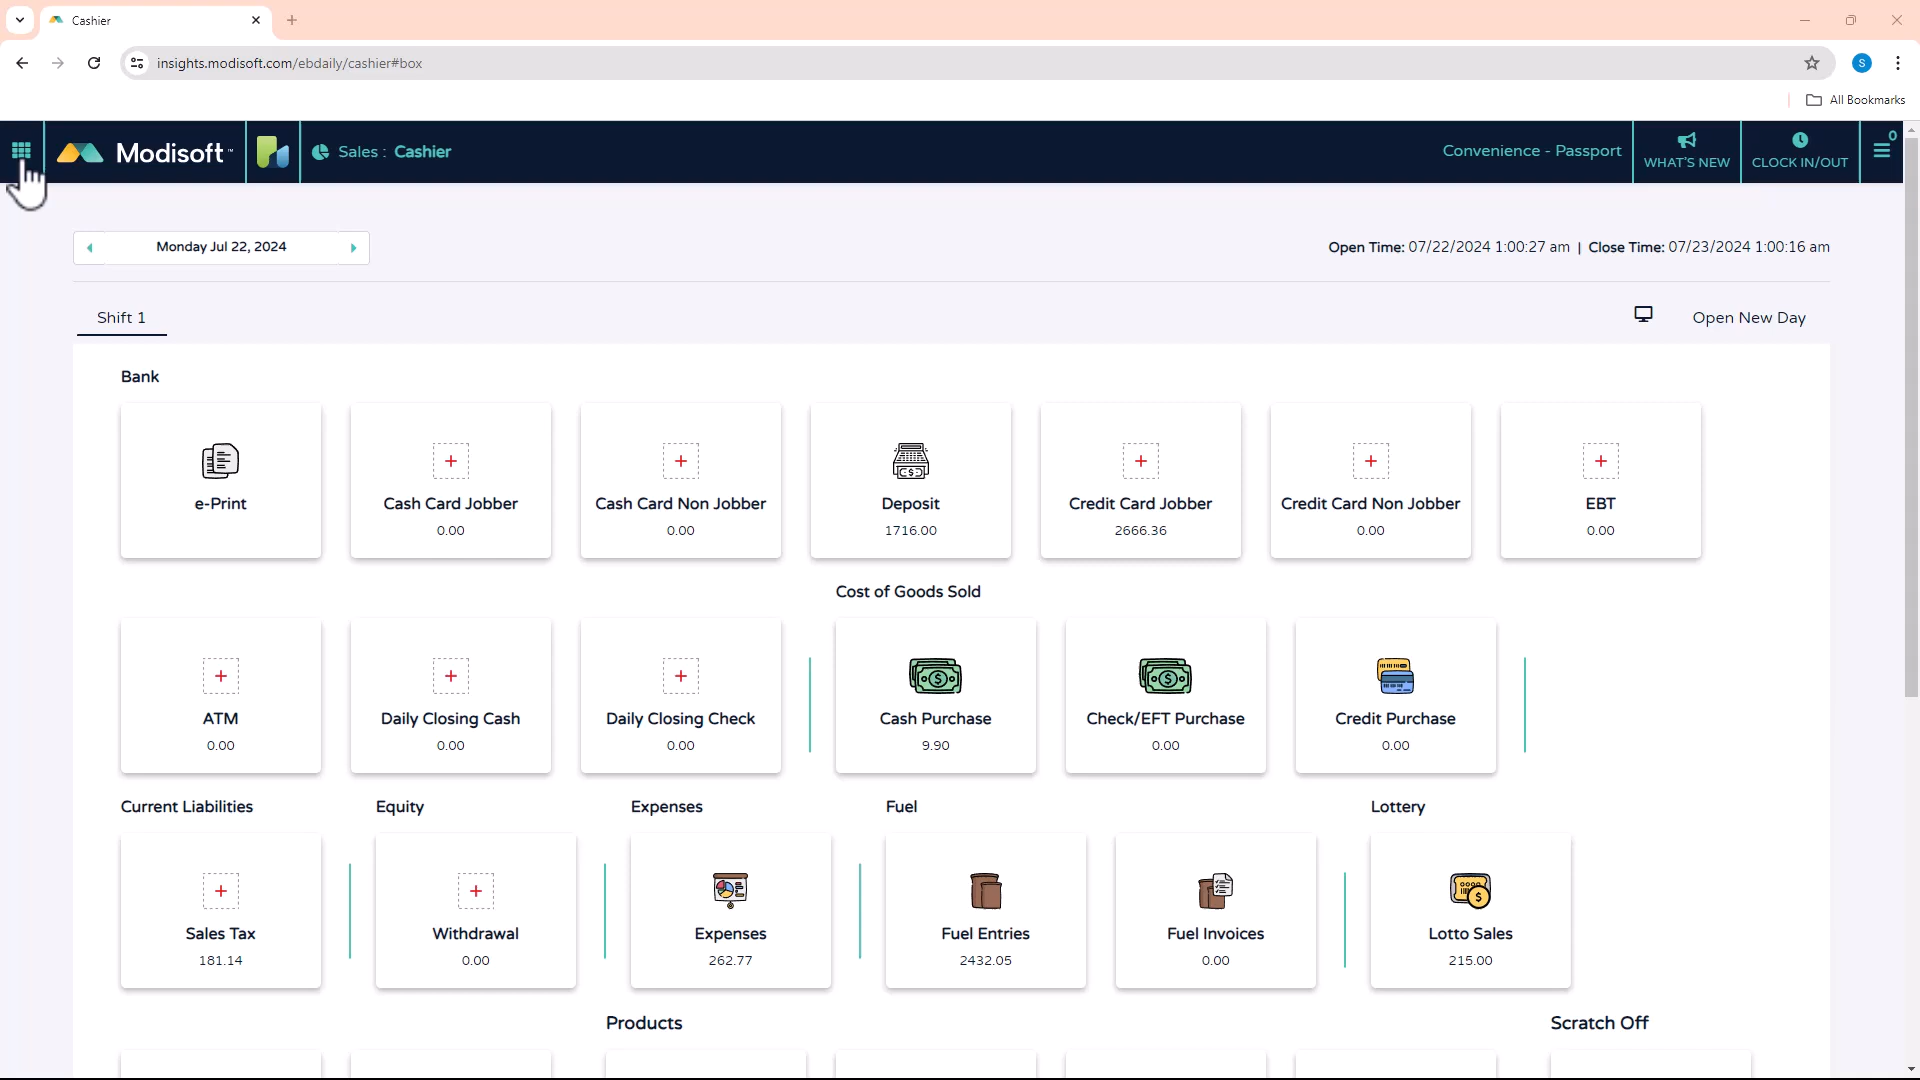 Cashier
insights.modisoft.com/ebdaily/cashier#box
S
All Bookmarks
Modisoft™
Sales : Cashier
Convenience - Passport
WHAT'S NEW
CLOCK IN/OUT
0
Monday Jul 22, 2024
Open Time: 07/22/2024 1:00:27 am | Close Time: 07/23/2024 1:00:16 am
Shift 1
Open New Day
Bank
e-Print
Cash Card Jobber
0.00
Cash Card Non Jobber
0.00
Deposit
1716.00
Credit Card Jobber
2666.36
Credit Card Non Jobber
0.00
EBT
0.00
Cost of Goods Sold
ATM
0.00
Daily Closing Cash
0.00
Daily Closing Check
0.00
Cash Purchase
9.90
Check/EFT Purchase
0.00
Credit Purchase
0.00
Current Liabilities
Equity
Expenses
Fuel
Lottery
Sales Tax
181.14
Withdrawal
0.00
Expenses
262.77
Fuel Entries
2432.05
Fuel Invoices
0.00
Lotto Sales
215.00
Products
Scratch Off